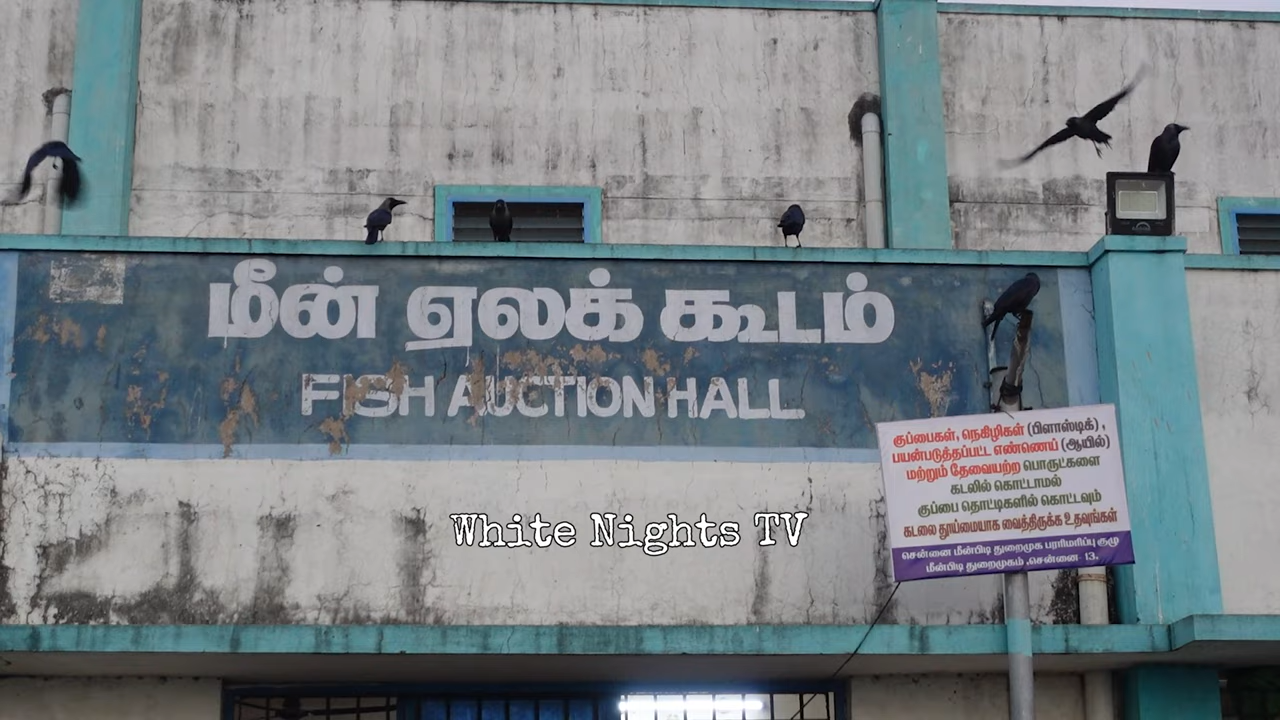 மீன் ஏலக் கூடம்
FISH AUCTION HALL
குப்பைகள், நெகிழிகள் (பிளாஸ்டிக்) ,
பயன்படுத்தப்பட்ட எண்ணெய் (ஆயில்)
மற்றும் தேவையற்ற பொருட்களை
கடலில் கொட்டாமல்
குப்பை தொட்டிகளில் கொட்டவும்
கடலை தூய்மையாக வைத்திருக்க உதவுங்கள்
சென்னை மீன்பிடி துறைமுக பராமரிப்பு குழு
மீன்பிடி துறைமுகம் ,சென்னை- 13.
White Nights TV